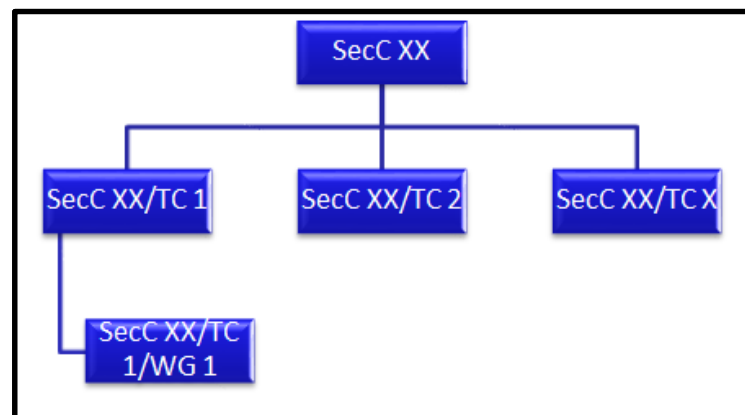 SecC XX
SecC XX/TC 1
SecC XX/TC 2
SecC XX/TC X
SecC XX/TC
1/WG 1